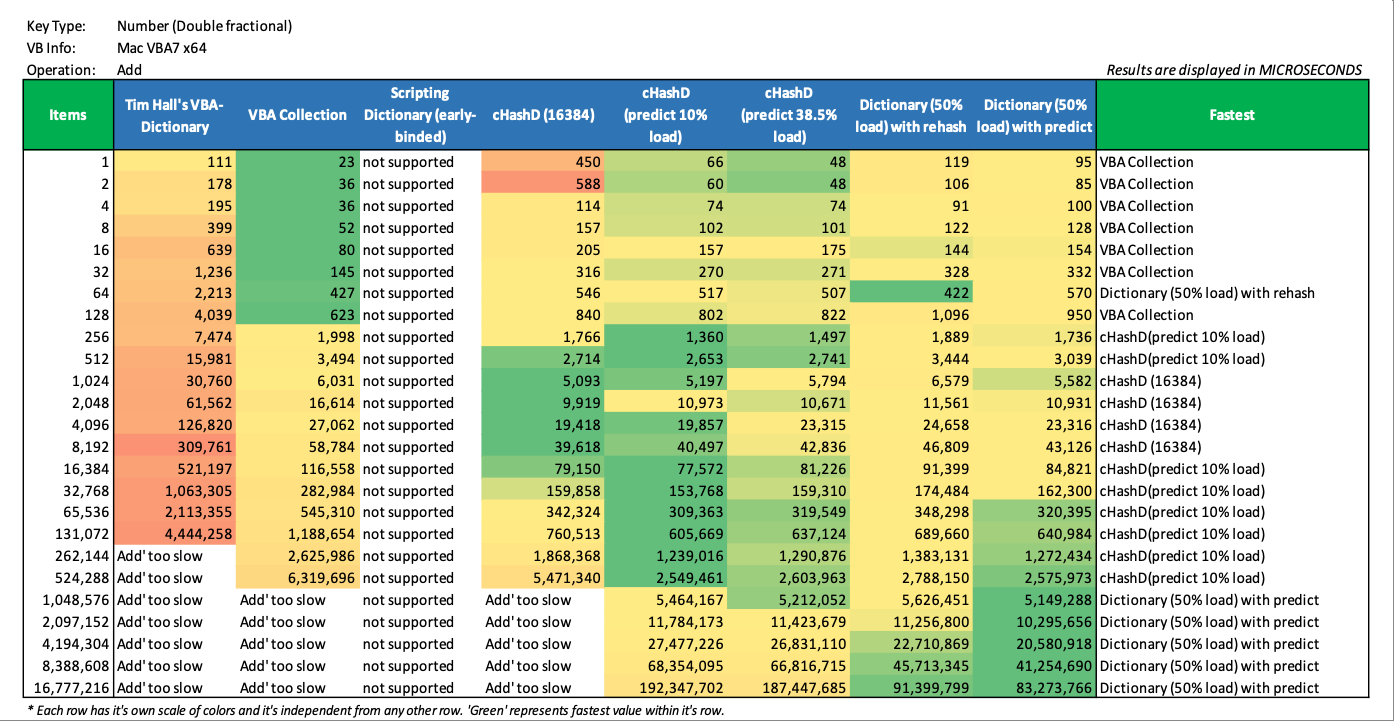 Key Type: Number (Double fractional)
VB Info: Mac VBA7 x64
Operation: Add Results are displayed in MICROSECONDS
Items Tim Hall's VBA-Dictionary VBA Collection Scripting Dictionary (early-binded) cHashD (16384) cHashD (predict 10% load) cHashD (predict 38.5% load) Dictionary (50% load) with rehash Dictionary (50% load) with predict Fastest
1 111 23 not supported 450 66 48 119 95 VBA Collection
2 178 36 not supported 588 60 48 106 85 VBA Collection
4 195 36 not supported 114 74 74 91 100 VBA Collection
8 399 52 not supported 157 102 101 122 128 VBA Collection
16 639 80 not supported 205 157 175 144 154 VBA Collection
32 1,236 145 not supported 316 270 271 328 332 VBA Collection
64 2,213 427 not supported 546 517 507 422 570 Dictionary (50% load) with rehash
128 4,039 623 not supported 840 802 822 1,096 950 VBA Collection
256 7,474 1,998 not supported 1,766 1,360 1,497 1,889 1,736 cHashD(predict 10% load)
512 15,981 3,494 not supported 2,714 2,653 2,741 3,444 3,039 cHashD(predict 10% load)
1,024 30,760 6,031 not supported 5,093 5,197 5,794 6,579 5,582 cHashD (16384)
2,048 61,562 16,614 not supported 9,919 10,973 10,671 11,561 10,931 cHashD (16384)
4,096 126,820 27,062 not supported 19,418 19,857 23,315 24,658 23,316 cHashD (16384)
8,192 309,761 58,784 not supported 39,618 40,497 42,836 46,809 43,126 cHashD (16384)
16,384 521,197 116,558 not supported 79,150 77,572 81,226 91,399 84,821 cHashD(predict 10% load)
32,768 1,063,305 282,984 not supported 159,858 153,768 159,310 174,484 162,300 cHashD(predict 10% load)
65,536 2,113,355 545,310 not supported 342,324 309,363 319,549 348,298 320,395 cHashD(predict 10% load)
131,072 4,444,258 1,188,654 not supported 760,513 605,669 637,124 689,660 640,984 cHashD(predict 10% load)
262,144 Add' too slow 2,625,986 not supported 1,868,368 1,239,016 1,290,876 1,383,131 1,272,434 cHashD(predict 10% load)
524,288 Add' too slow 6,319,696 not supported 5,471,340 2,549,461 2,603,963 2,788,150 2,575,973 cHashD(predict 10% load)
1,048,576 Add' too slow Add' too slow not supported Add' too slow 5,464,167 5,212,052 5,626,451 5,149,288 Dictionary (50% load) with predict
2,097,152 Add' too slow Add' too slow not supported Add' too slow 11,784,173 11,423,679 11,256,800 10,295,656 Dictionary (50% load) with predict
4,194,304 Add' too slow Add' too slow not supported Add' too slow 27,477,226 26,831,110 22,710,869 20,580,918 Dictionary (50% load) with predict
8,388,608 Add' too slow Add' too slow not supported Add' too slow 68,354,095 66,816,715 45,713,345 41,254,690 Dictionary (50% load) with predict
16,777,216 Add' too slow Add' too slow not supported Add' too slow 192,347,702 187,447,685 91,399,799 83,273,766 Dictionary (50% load) with predict
* Each row has it's own scale of colors and it's independent from any other row. 'Green' represents fastest value within it's row.